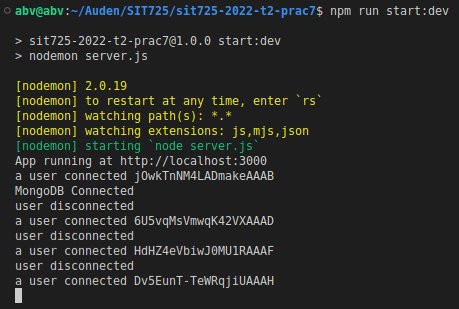 abv@abv:~/Auden/SIT725/sit725-2022-t2-prac7$ npm run start:dev
> sit725-2022-t2-prac7@1.0.0 start:dev
> nodemon server.js
[nodemon] 2.0.19
[nodemon] to restart at any time, enter `rs`
[nodemon] watching path(s): *.*
[nodemon] watching extensions: js,mjs,json
[nodemon] starting `node server.js`
App running at http://localhost:3000
a user connected jOwkTnNM4LADmakeAAAB
MongoDB Connected
user disconnected
a user connected 6U5vqMsVmwqK42VXAAAD
user disconnected
a user connected HdHZ4eVbiwJ0MU1RAAAF
user disconnected
a user connected Dv5EunT-TeWRqjiUAAAH